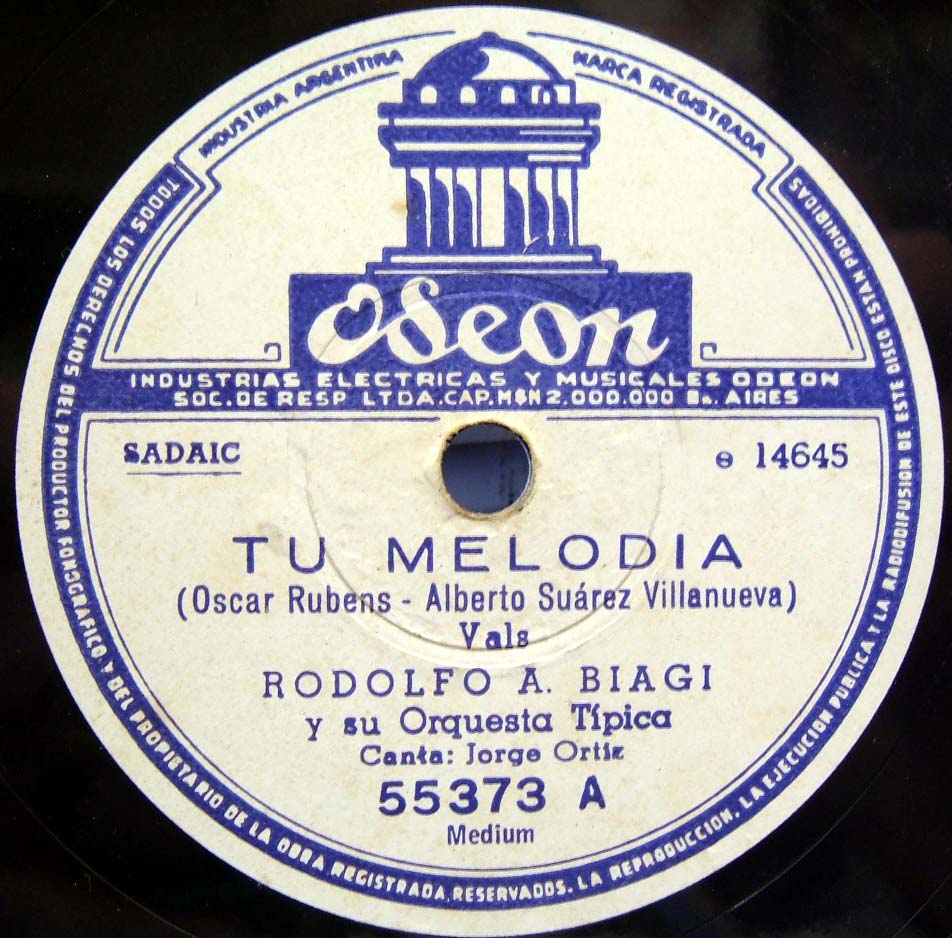 INDUSTRIA ARGENTINA
MARCA REGISTRADA
Odeon
INDUSTRIAS ELECTRICAS Y MUSICALES ODEON
SOC. DE RESP LTDA. CAP. M$N 2.000.000 Bs. AIRES
SADAIC
e 14645
TU MELODIA
(Oscar Rubens - Alberto Suárez Villanueva)
Vals
RODOLFO A. BIAGI
y su Orquesta Típica
Canta: Jorge Ortiz
55373 A
Medium
TODOS LOS DERECHOS DEL PRODUCTOR FONOGRAFICO Y DEL PROPIETARIO DE LA OBRA REGISTRADA, RESERVADOS. LA REPRODUCCION, LA EJECUCION PUBLICA Y LA RADIODIFUSION DE ESTE DISCO ESTAN PROHIBIDAS